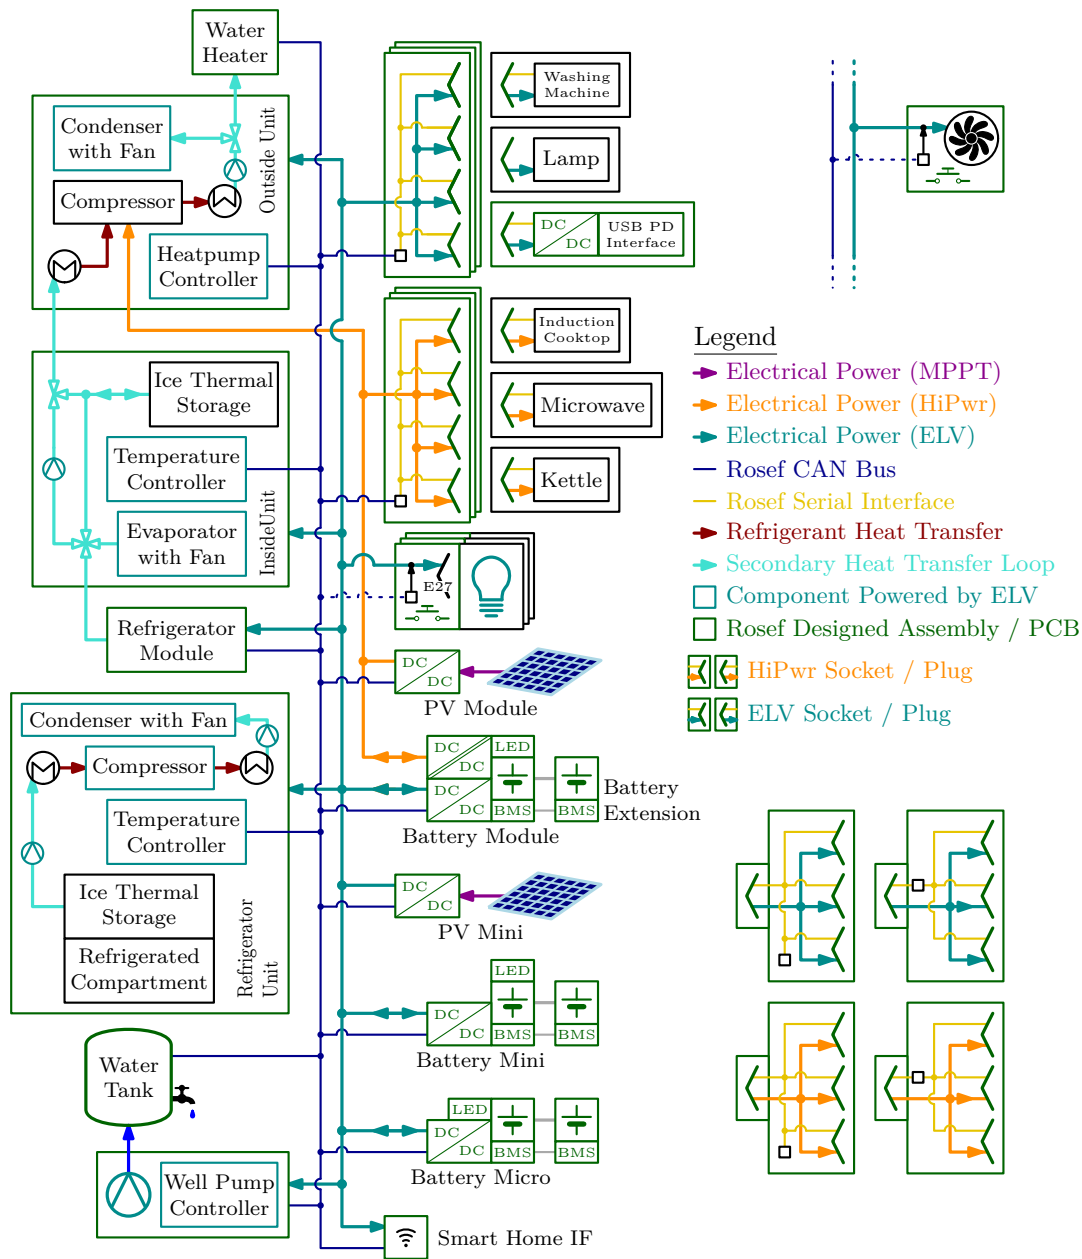 Water
Heater
Condenser
with Fan
Outside Unit
Compressor
Heatpump
Controller
Washing
Machine
Lamp
DC
DC
USB PD
Interface
Induction
Cooktop
Microwave
Kettle
Ice Thermal
Storage
Temperature
Controller
Evaporator
with Fan
InsideUnit
E27
Refrigerator
Module
DC
DC
PV Module
Condenser with Fan
Compressor
Temperature
Controller
Ice Thermal
Storage
Refrigerated
Compartment
Refrigerator
Unit
DC
DC
DC
DC
LED
BMS
BMS
Battery
Extension
Battery Module
DC
DC
PV Mini
LED
DC
DC
BMS
BMS
Battery Mini
Water
Tank
LED
DC
DC
BMS
BMS
Battery Micro
Well Pump
Controller
Smart Home IF
Legend
Electrical Power (MPPT)
Electrical Power (HiPwr)
Electrical Power (ELV)
Rosef CAN Bus
Rosef Serial Interface
Refrigerant Heat Transfer
Secondary Heat Transfer Loop
Component Powered by ELV
Rosef Designed Assembly / PCB
HiPwr Socket / Plug
ELV Socket / Plug